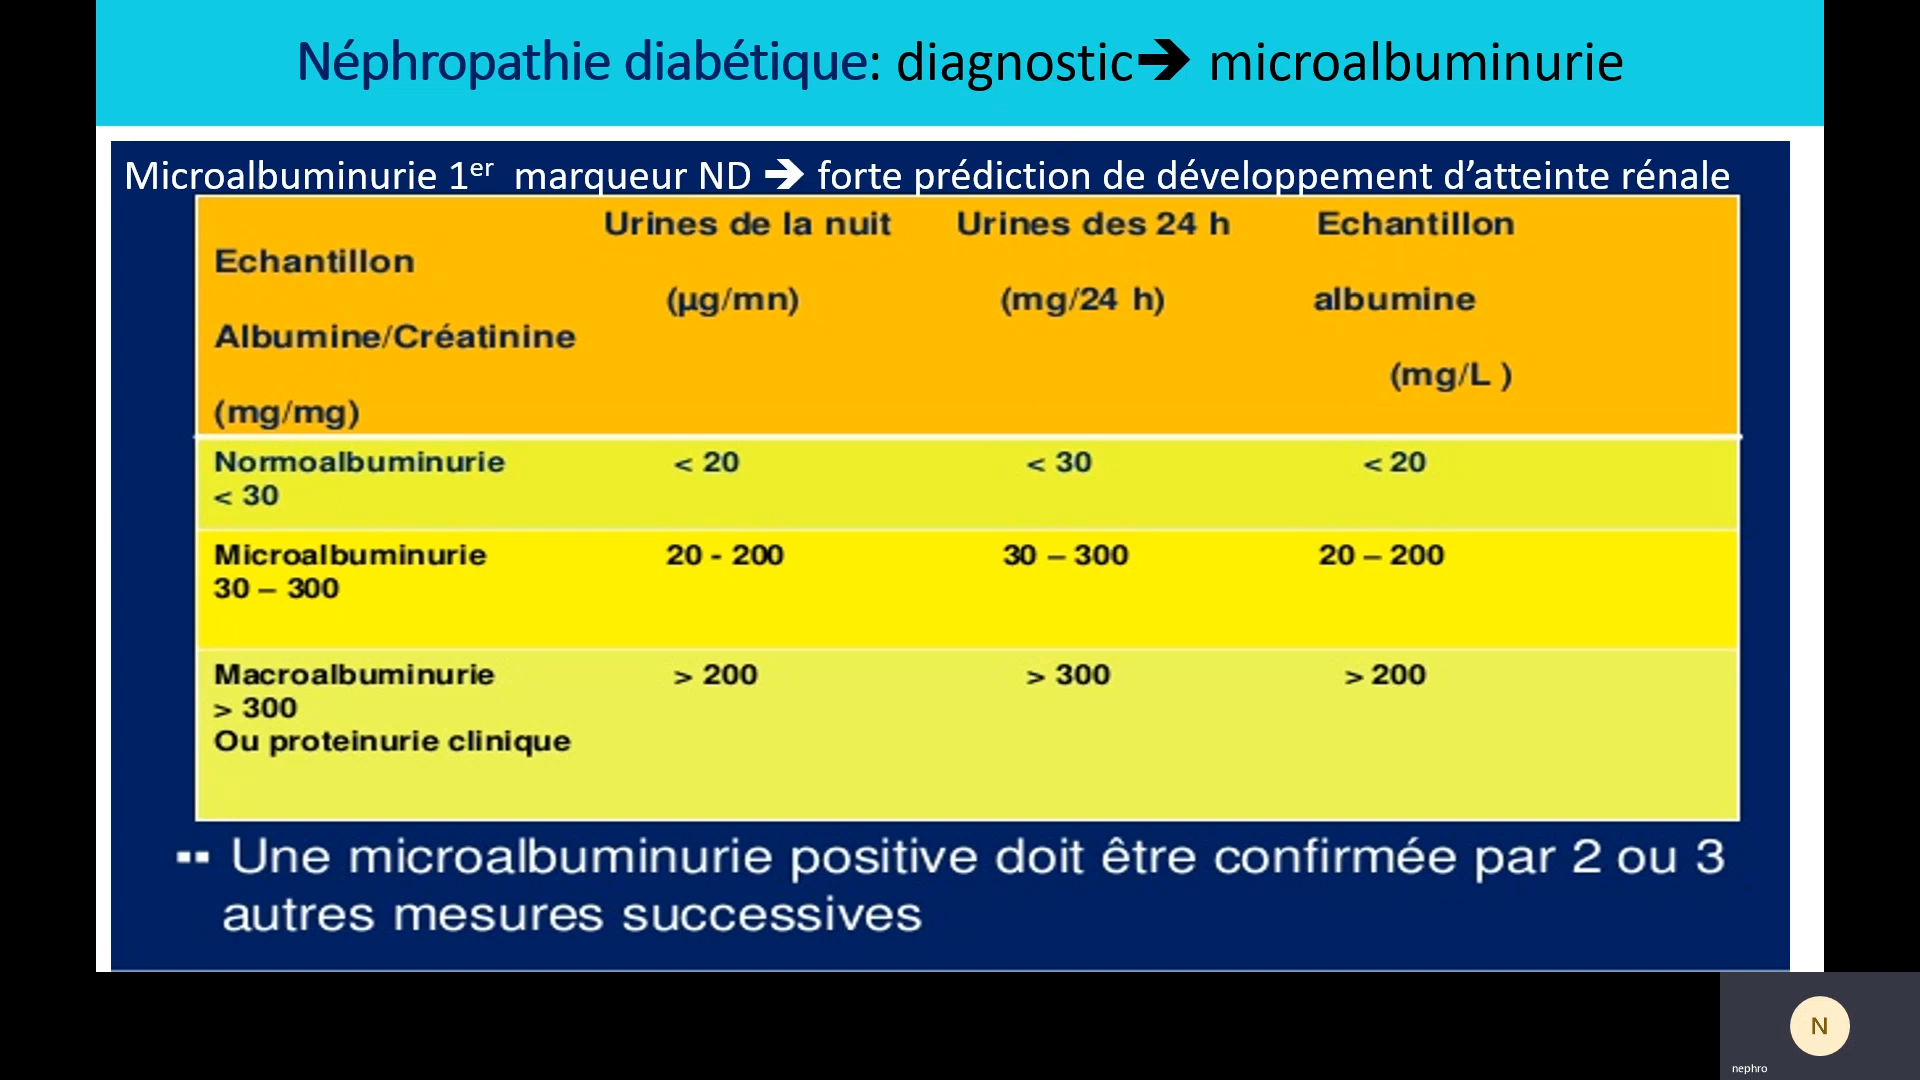 Néphropathie diabétique: diagnostic➔ microalbuminurie
Microalbuminurie 1er marqueur ND ➔ forte prédiction de développement d’atteinte rénale
Urines de la nuit Urines des 24 h Echantillon
Echantillon
(µg/mn) (mg/24 h) albumine
Albumine/Créatinine
(mg/L )
(mg/mg)
Normoalbuminurie < 20 < 30 < 20
< 30
Microalbuminurie 20 - 200 30 – 300 20 – 200
30 – 300
Macroalbuminurie > 200 > 300 > 200
> 300
Ou proteinurie clinique
▪▪ Une microalbuminurie positive doit être confirmée par 2 ou 3
autres mesures successives
N
nephro